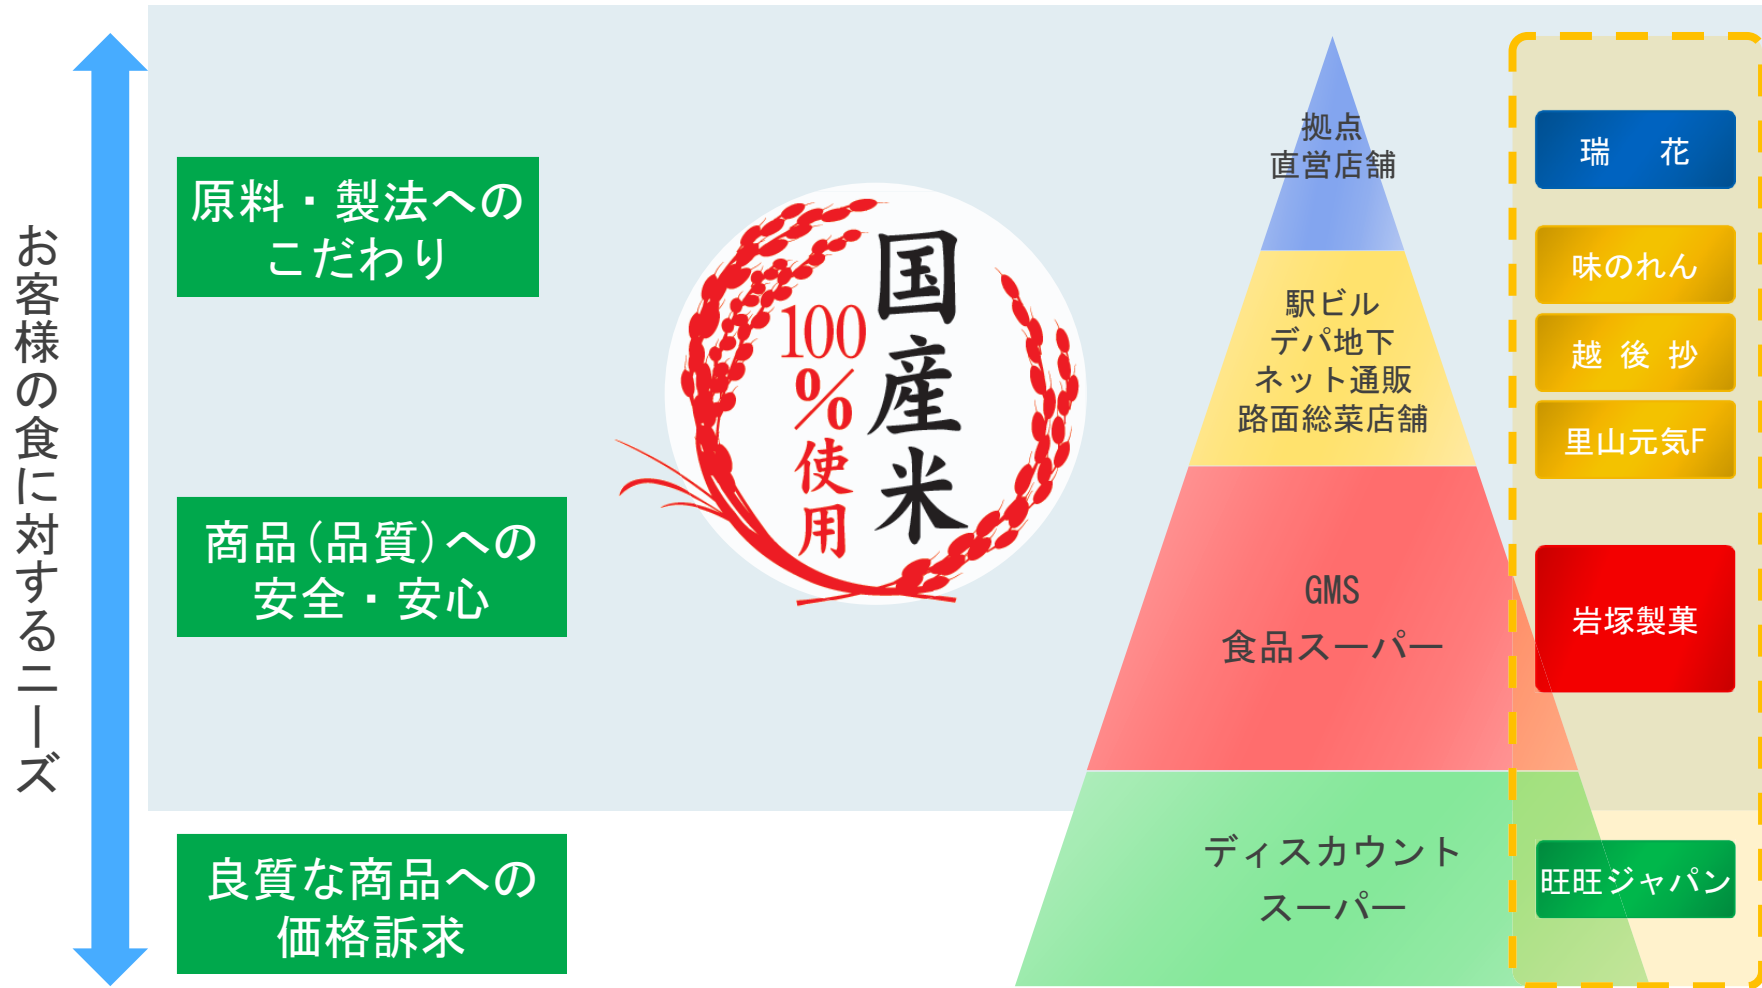 お客様の食に対するニーズ
原料・製法への
こだわり
商品(品質)への
安全・安心
良質な商品への
価格訴求
国産米
100%使用
拠点
直営店舗
駅ビル
デパ地下
ネット通販
路面総菜店舗
GMS
食品スーパー
ディスカウント
スーパー
瑞 花
味のれん
越後抄
里山元気F
岩塚製菓
旺旺ジャパン